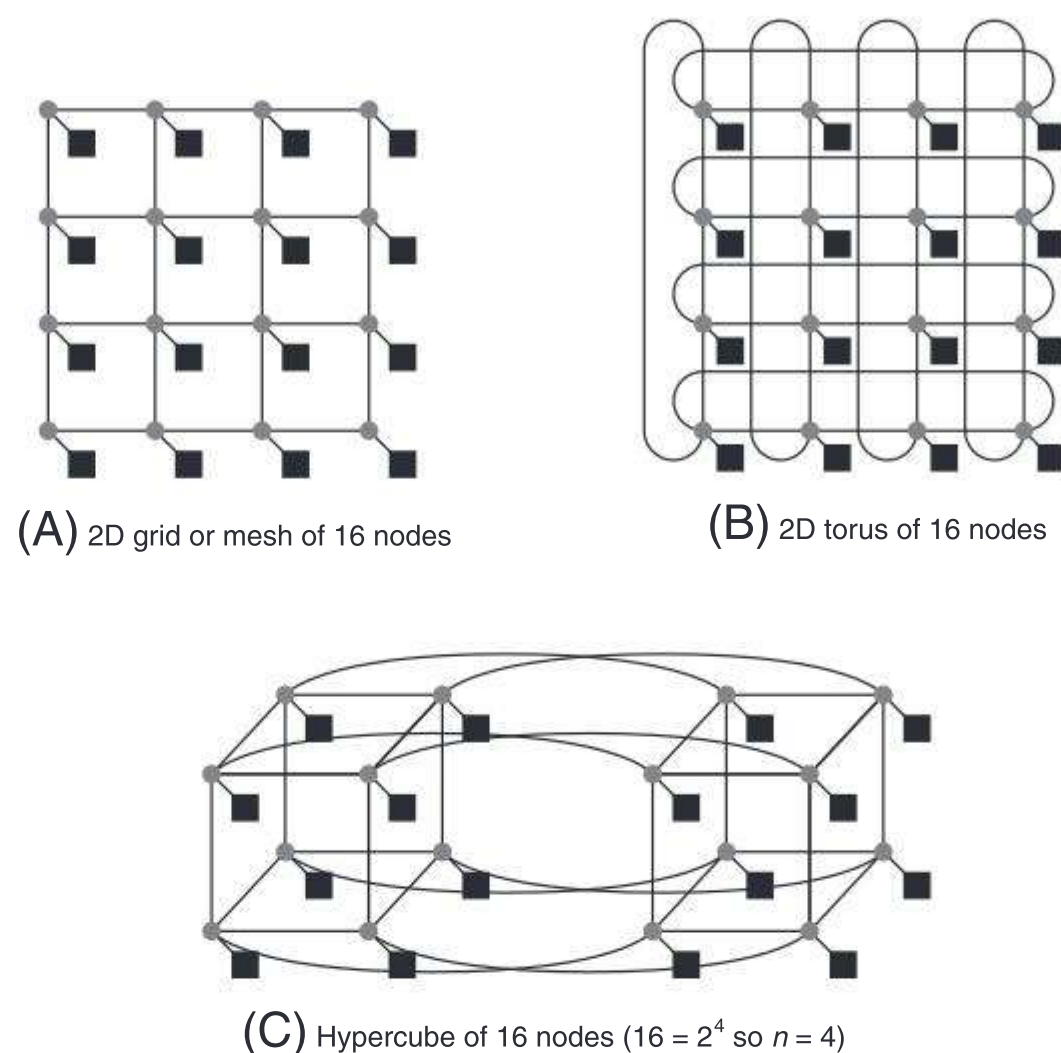 (A) 2D grid or mesh of 16 nodes
(B) 2D torus of 16 nodes
(C) Hypercube of 16 nodes (16 = 2⁴ so n = 4)